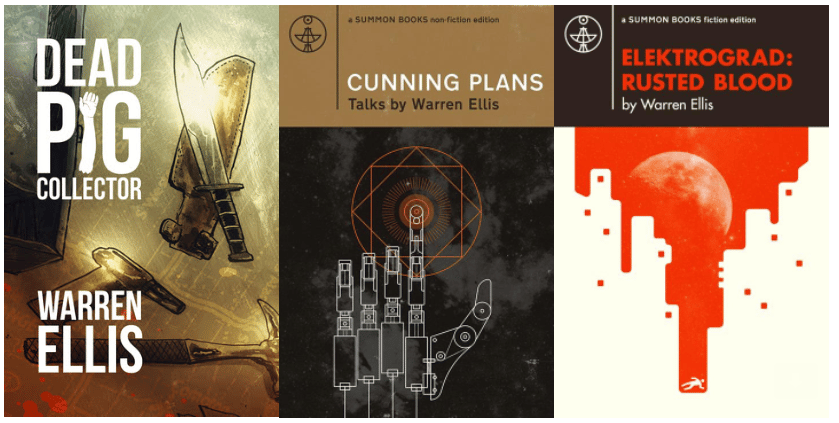 DEAD
PIG
COLLECTOR
WARREN
ELLIS
a SUMMON BOOKS non-fiction edition
CUNNING PLANS
Talks by Warren Ellis
a SUMMON BOOKS fiction edition
ELEKTROGRAD:
RUSTED BLOOD
by Warren Ellis